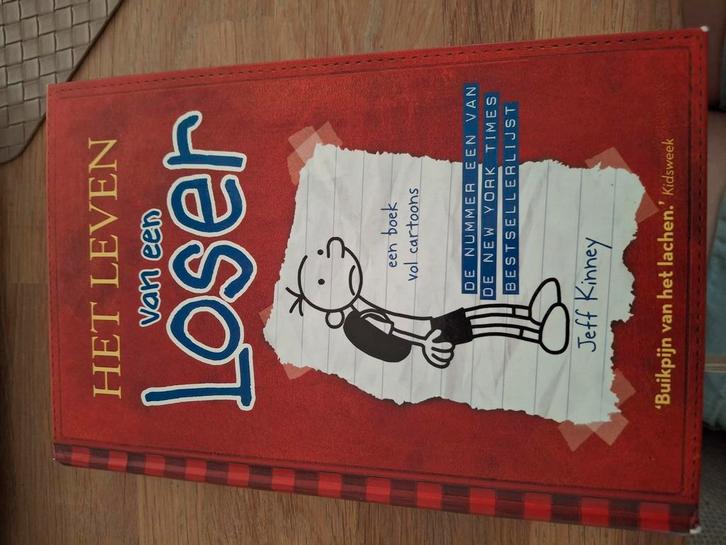 HET LEVEN
van een
Loser
een boek
vol cartoons
DE NUMMER EEN VAN
DE NEW YORK TIMES
BESTSELLERLIJST
Jeff Kinney
'Buikpijn van het lachen.' Kidsweek